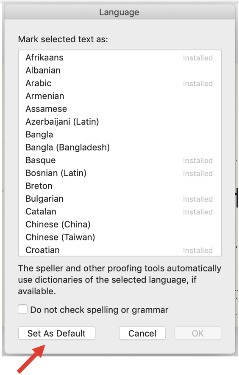 Language
Mark selected text as:
Afrikaans Installed
Albanian
Arabic Installed
Armenian
Assamese
Azerbaijani (Latin)
Bangla
Bangla (Bangladesh)
Basque Installed
Bosnian (Latin) Installed
Breton
Bulgarian Installed
Catalan Installed
Chinese (China)
Chinese (Taiwan)
Croatian Installed
The speller and other proofing tools automatically
use dictionaries of the selected language, if
available.
Do not check spelling or grammar
Set As Default Cancel OK